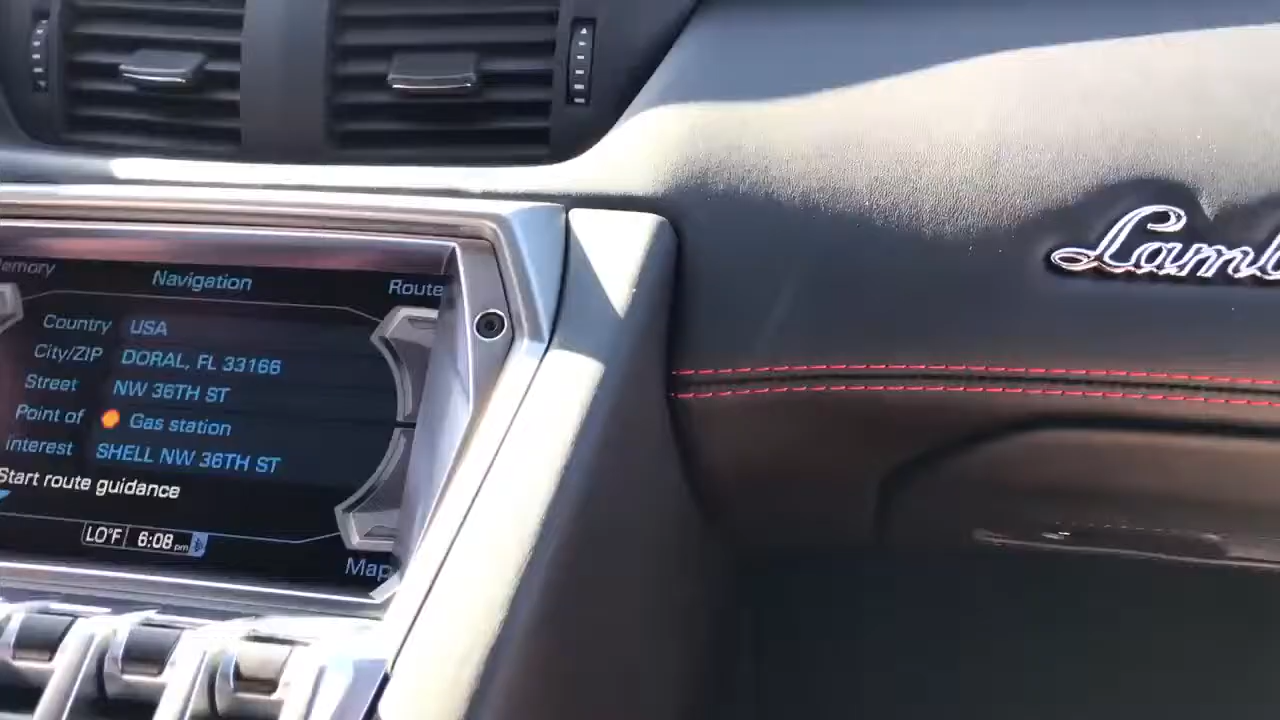 emory Navigation Route
Country USA
City/ZIP DORAL, FL 33166
Street NW 36TH ST
Point of Gas station
interest SHELL NW 36TH ST
Start route guidance
LO°F 6:08 pm
Map
Lamb